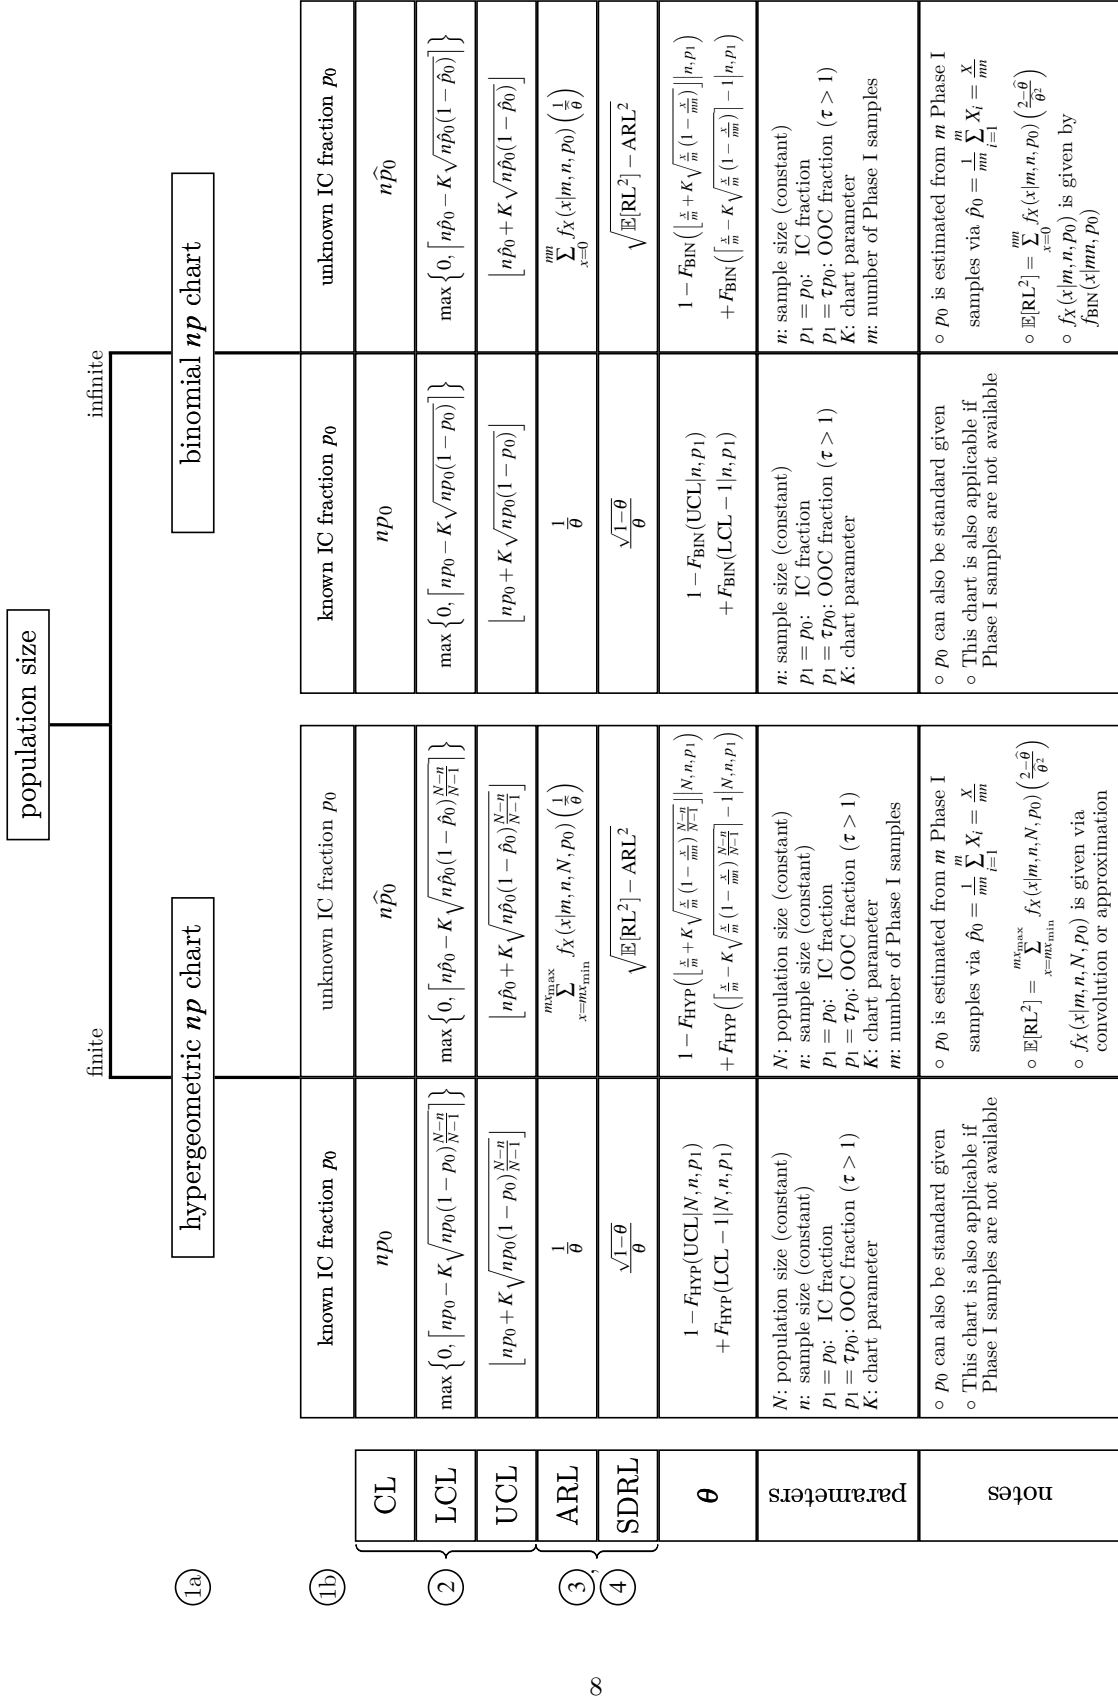 population size
finite
infinite
1a
hypergeometric np chart
binomial np chart
1b
known IC fraction p₀
unknown IC fraction p₀
known IC fraction p₀
unknown IC fraction p₀
2
CL
np₀
np̂₀
np₀
np̂₀
LCL
max{0, ⌈np₀ − K√(np₀(1 − p₀)(N−n)/(N−1))⌉}
max{0, ⌈np̂₀ − K√(np̂₀(1 − p̂₀)(N−n)/(N−1))⌉}
max{0, ⌈np₀ − K√(np₀(1 − p₀))⌉}
max{0, ⌈np̂₀ − K√(np̂₀(1 − p̂₀))⌉}
UCL
⌊np₀ + K√(np₀(1 − p₀)(N−n)/(N−1))⌋
⌊np̂₀ + K√(np̂₀(1 − p̂₀)(N−n)/(N−1))⌋
⌊np₀ + K√(np₀(1 − p₀))⌋
⌊np̂₀ + K√(np̂₀(1 − p̂₀))⌋
3,
4
ARL
1/θ
∑_{x=mx_min}^{mx_max} f_X(x|m,n,N,p₀) (1/θ̂)
1/θ
∑_{x=0}^{mn} f_X(x|m,n,p₀) (1/θ̂)
SDRL
√(1−θ)/θ
√(𝔼[RL²] − ARL²)
√(1−θ)/θ
√(𝔼[RL²] − ARL²)
θ
1 − F_HYP(UCL|N,n,p₁)
+ F_HYP(LCL − 1|N,n,p₁)
1 − F_HYP(⌊x/m + K√(x/m (1 − x/mn) (N−n)/(N−1))⌋|N,n,p₁)
+ F_HYP(⌈x/m − K√(x/m (1 − x/mn) (N−n)/(N−1))⌉ − 1|N,n,p₁)
1 − F_BIN(UCL|n,p₁)
+ F_BIN(LCL − 1|n,p₁)
1 − F_BIN(⌊x/m + K√(x/m (1 − x/mn))⌋|n,p₁)
+ F_BIN(⌈x/m − K√(x/m (1 − x/mn))⌉ − 1|n,p₁)
parameters
N: population size (constant)
n: sample size (constant)
p₁ = p₀: IC fraction
p₁ = τp₀: OOC fraction (τ > 1)
K: chart parameter
N: population size (constant)
n: sample size (constant)
p₁ = p₀: IC fraction
p₁ = τp₀: OOC fraction (τ > 1)
K: chart parameter
m: number of Phase I samples
n: sample size (constant)
p₁ = p₀: IC fraction
p₁ = τp₀: OOC fraction (τ > 1)
K: chart parameter
n: sample size (constant)
p₁ = p₀: IC fraction
p₁ = τp₀: OOC fraction (τ > 1)
K: chart parameter
m: number of Phase I samples
notes
◦ p₀ can also be standard given
◦ This chart is also applicable if
Phase I samples are not available
◦ p₀ is estimated from m Phase I
samples via p̂₀ = 1/mn ∑_{i=1}^{m} X_i = X/mn
◦ 𝔼[RL²] = ∑_{x=mx_min}^{mx_max} f_X(x|m,n,N,p₀) ((2−θ̂)/θ̂²)
◦ f_X(x|m,n,N,p₀) is given via
convolution or approximation
◦ p₀ can also be standard given
◦ This chart is also applicable if
Phase I samples are not available
◦ p₀ is estimated from m Phase I
samples via p̂₀ = 1/mn ∑_{i=1}^{m} X_i = X/mn
◦ 𝔼[RL²] = ∑_{x=0}^{mn} f_X(x|m,n,p₀) ((2−θ̂)/θ̂²)
◦ f_X(x|m,n,p₀) is given by
f_BIN(x|mn,p₀)
8